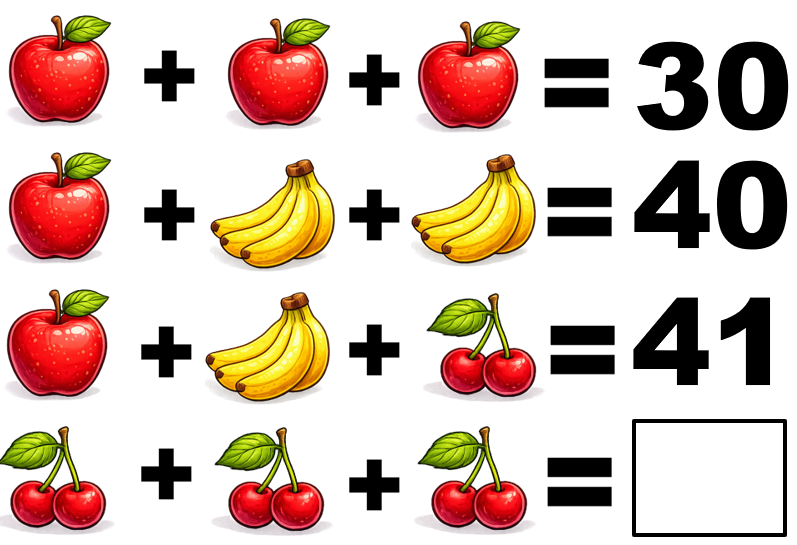 + + = 30
+ + = 40
+ + = 41
+ + =